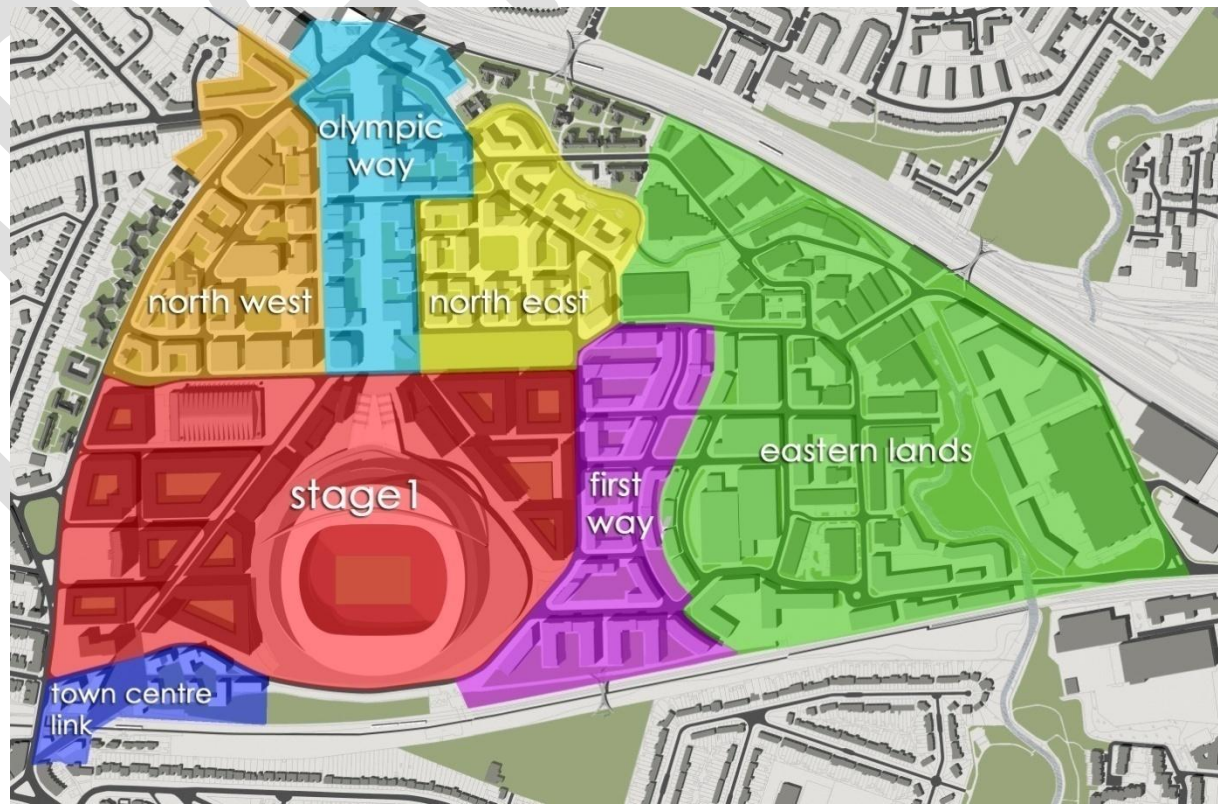 olympic
way
north west
north east
stage1
first
way
eastern lands
town centre
link